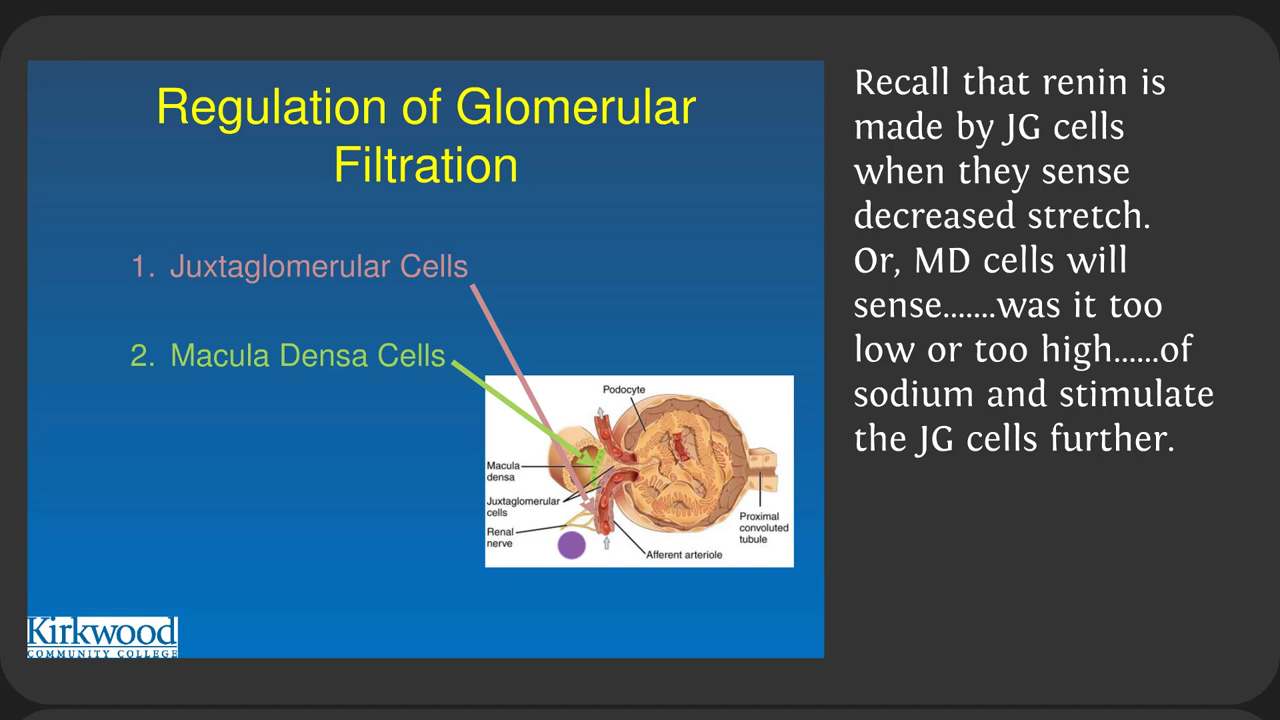 Regulation of Glomerular
Filtration
1. Juxtaglomerular Cells
2. Macula Densa Cells
Podocyte
Macula
densa
Juxtaglomerular
cells
Renal
nerve
Afferent arteriole
Proximal
convoluted
tubule
Kirkwood
COMMUNITY COLLEGE
Recall that renin is
made by JG cells
when they sense
decreased stretch.
Or, MD cells will
sense.......was it too
low or too high......of
sodium and stimulate
the JG cells further.